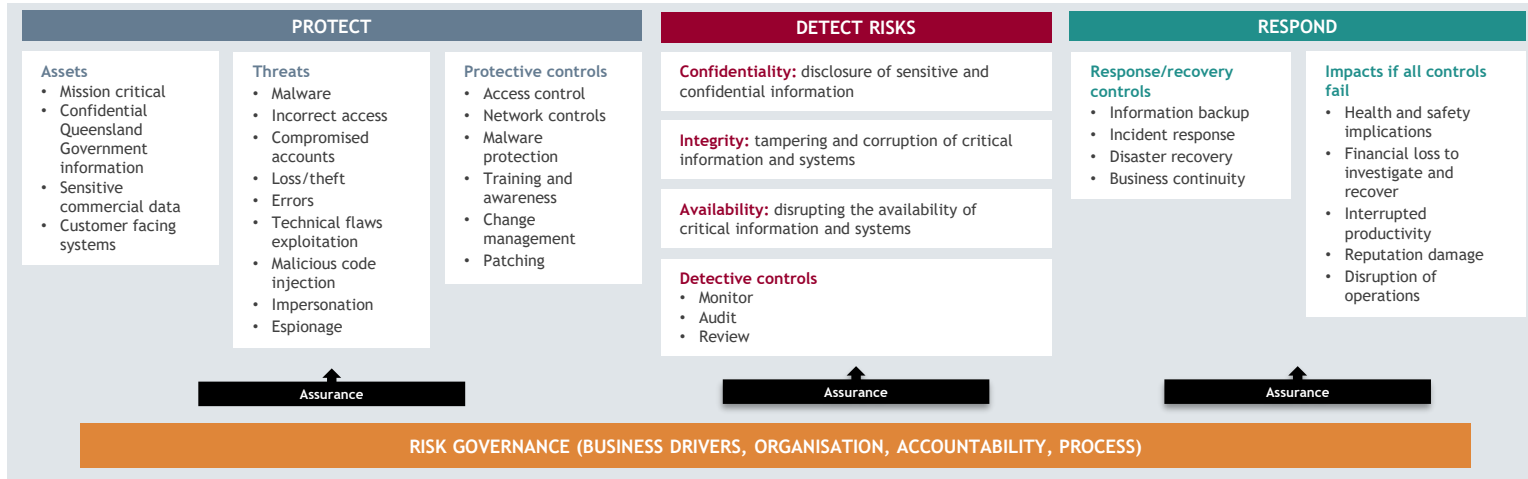 PROTECT
Assets
• Mission critical
• Confidential
Queensland
Government
information
• Sensitive
commercial data
• Customer facing
systems
Threats
• Malware
• Incorrect access
• Compromised
accounts
• Loss/theft
• Errors
• Technical flaws
exploitation
• Malicious code
injection
• Impersonation
• Espionage
Protective controls
• Access control
• Network controls
• Malware
protection
• Training and
awareness
• Change
management
• Patching
Assurance
DETECT RISKS
Confidentiality: disclosure of sensitive and
confidential information
Integrity: tampering and corruption of critical
information and systems
Availability: disrupting the availability of
critical information and systems
Detective controls
• Monitor
• Audit
• Review
Assurance
RESPOND
Response/recovery
controls
• Information backup
• Incident response
• Disaster recovery
• Business continuity
Impacts if all controls
fail
• Health and safety
implications
• Financial loss to
investigate and
recover
• Interrupted
productivity
• Reputation damage
• Disruption of
operations
Assurance
RISK GOVERNANCE (BUSINESS DRIVERS, ORGANISATION, ACCOUNTABILITY, PROCESS)